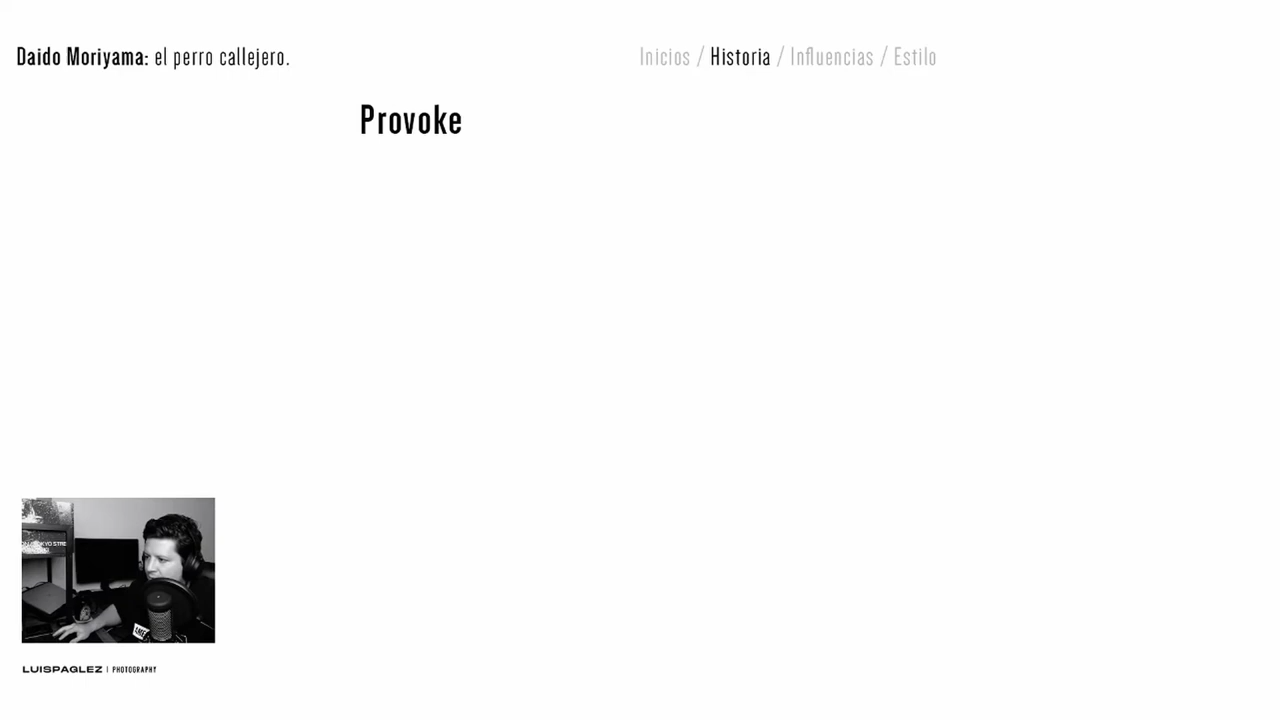 Daido Moriyama: el perro callejero.
Inicios / Historia / Influencias / Estilo
Provoke
LUISPAGLEZ | PHOTOGRAPHY